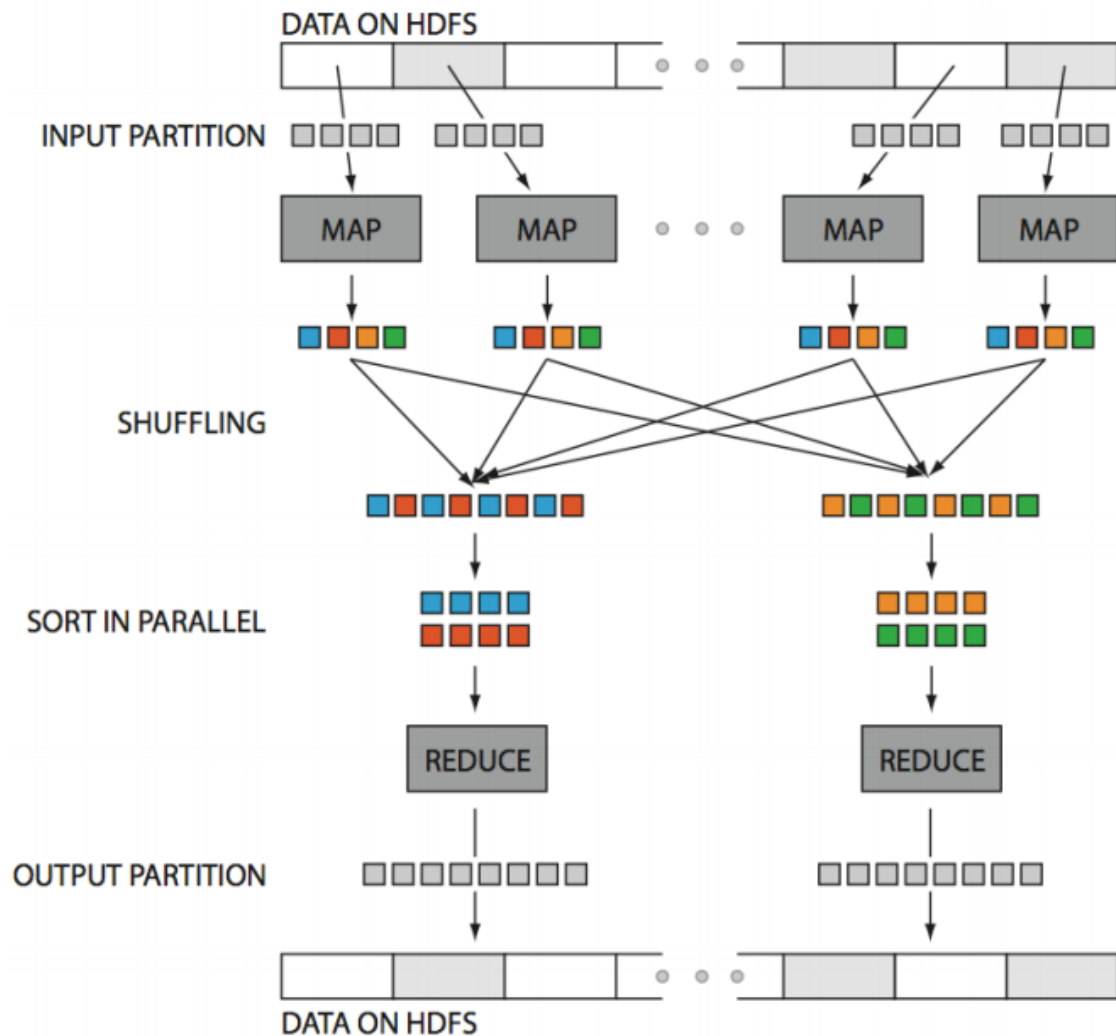 DATA ON HDFS
INPUT PARTITION
MAP
MAP
MAP
MAP
SHUFFLING
SORT IN PARALLEL
REDUCE
REDUCE
OUTPUT PARTITION
DATA ON HDFS